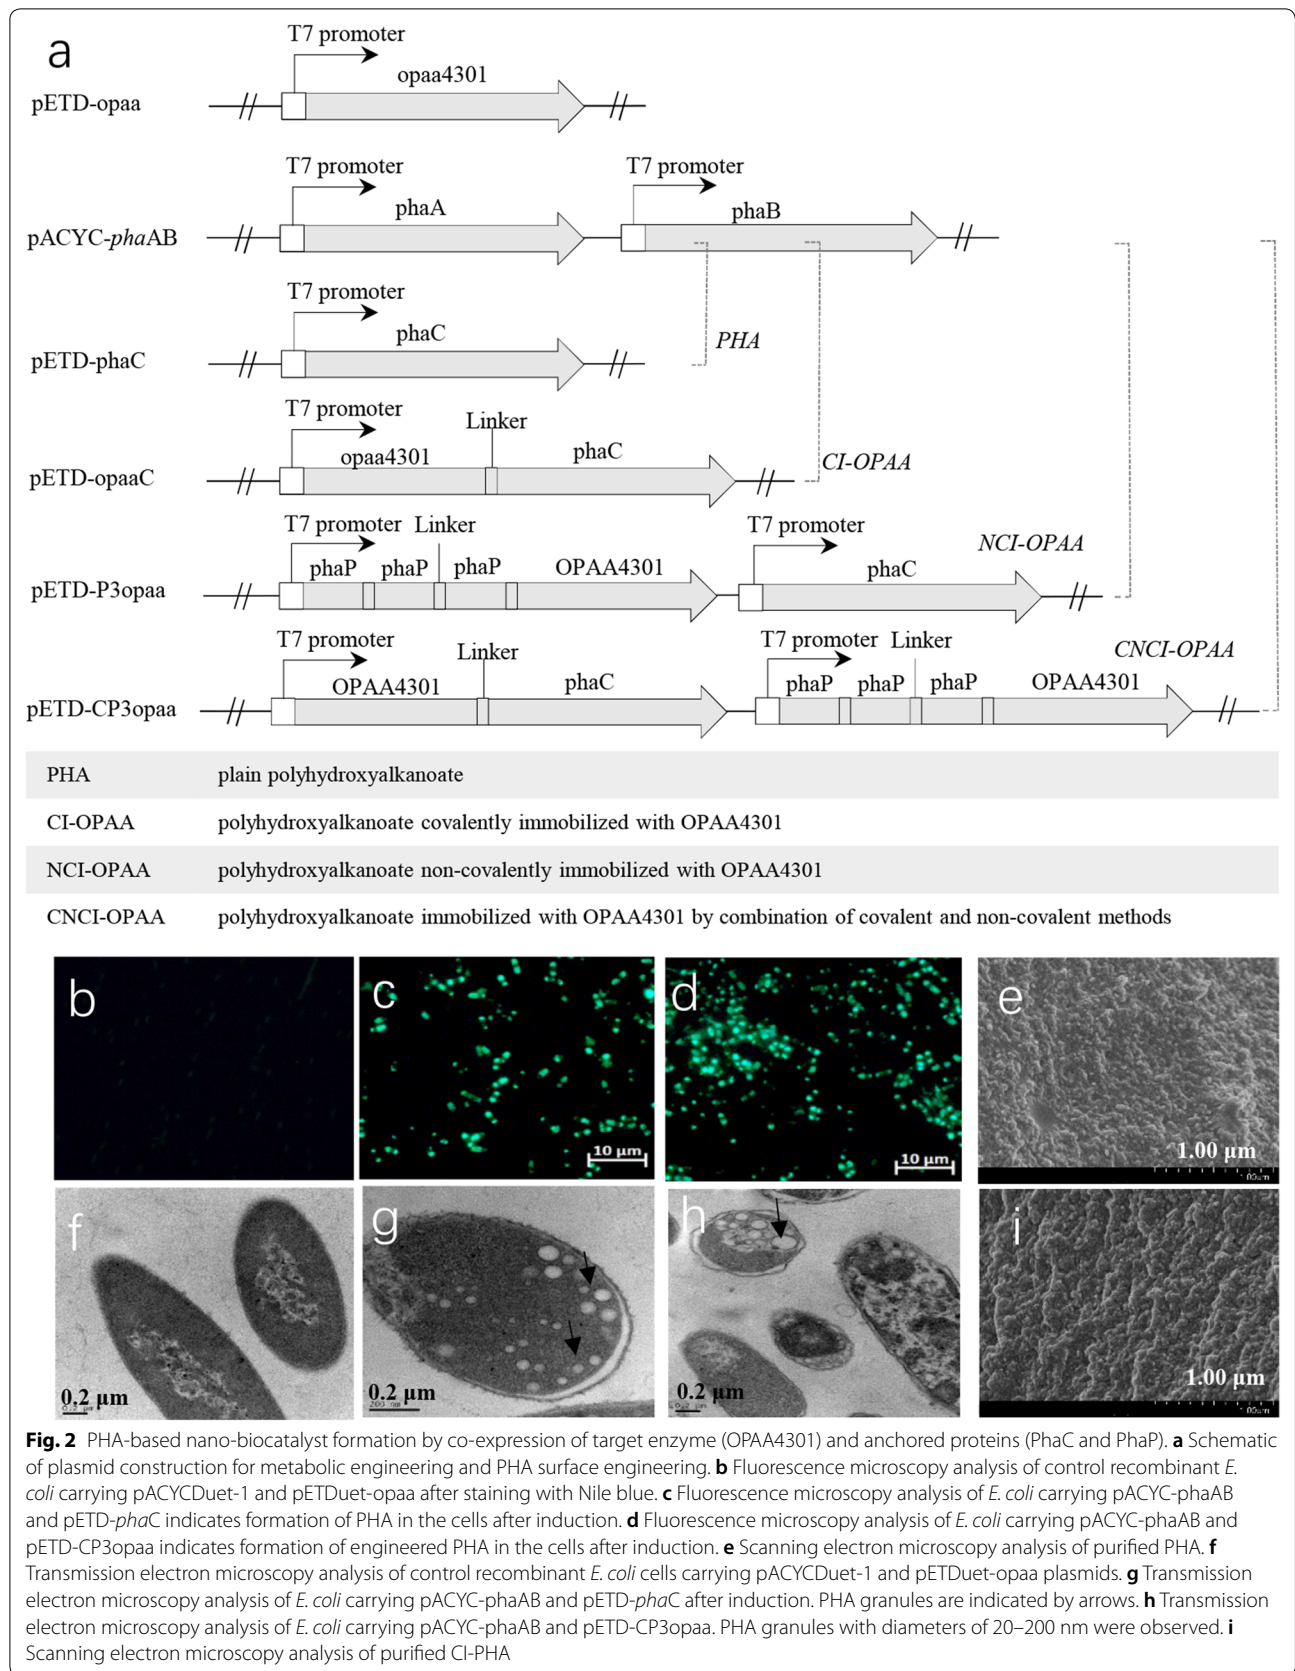 a
T7 promoter
opaa4301
pETD-opaa
T7 promoter
T7 promoter
phaA
phaB
pACYC-phaAB
T7 promoter
phaC
PHA
pETD-phaC
T7 promoter
Linker
opaa4301
phaC
CI-OPAA
pETD-opaaC
T7 promoter
Linker
T7 promoter
NCI-OPAA
phaP
phaP
phaP
OPAA4301
phaC
pETD-P3opaa
T7 promoter
Linker
T7 promoter
Linker
CNCI-OPAA
OPAA4301
phaC
phaP
phaP
phaP
OPAA4301
pETD-CP3opaa
PHA plain polyhydroxyalkanoate
CI-OPAA polyhydroxyalkanoate covalently immobilized with OPAA4301
NCI-OPAA polyhydroxyalkanoate non-covalently immobilized with OPAA4301
CNCI-OPAA polyhydroxyalkanoate immobilized with OPAA4301 by combination of covalent and non-covalent methods
b
c
10 µm
d
10 µm
e
1.00 µm
1.00um
f
0.2 µm
0.2 µm
g
0.2 µm
200 nm
h
0.2 µm
0.2 µm
i
1.00 µm
1.00um
Fig. 2 PHA-based nano-biocatalyst formation by co-expression of target enzyme (OPAA4301) and anchored proteins (PhaC and PhaP). a Schematic
of plasmid construction for metabolic engineering and PHA surface engineering. b Fluorescence microscopy analysis of control recombinant E.
coli carrying pACYCDuet-1 and pETDuet-opaa after staining with Nile blue. c Fluorescence microscopy analysis of E. coli carrying pACYC-phaAB
and pETD-phaC indicates formation of PHA in the cells after induction. d Fluorescence microscopy analysis of E. coli carrying pACYC-phaAB and
pETD-CP3opaa indicates formation of engineered PHA in the cells after induction. e Scanning electron microscopy analysis of purified PHA. f
Transmission electron microscopy analysis of control recombinant E. coli cells carrying pACYCDuet-1 and pETDuet-opaa plasmids. g Transmission
electron microscopy analysis of E. coli carrying pACYC-phaAB and pETD-phaC after induction. PHA granules are indicated by arrows. h Transmission
electron microscopy analysis of E. coli carrying pACYC-phaAB and pETD-CP3opaa. PHA granules with diameters of 20–200 nm were observed. i
Scanning electron microscopy analysis of purified CI-PHA